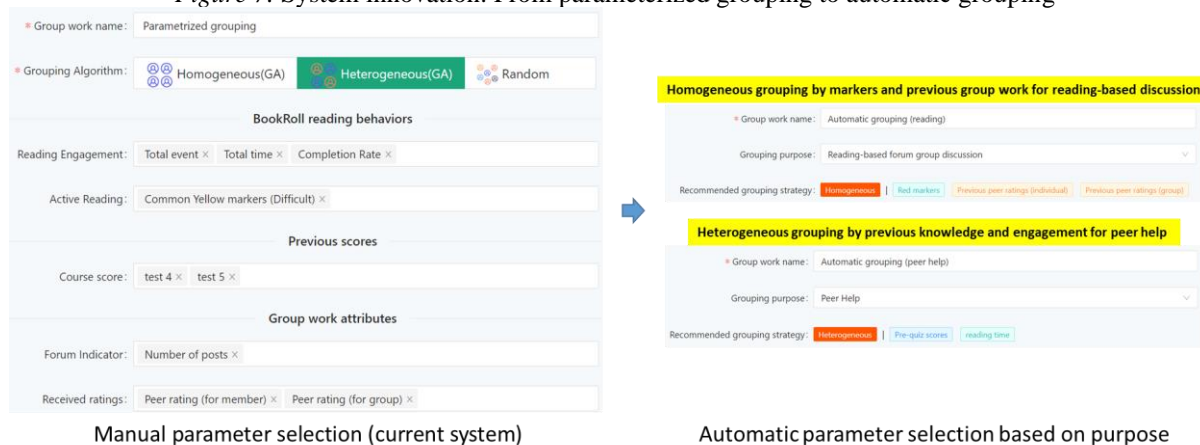 Figure 7. System innovation: From parameterized grouping to automatic grouping
* Group work name: Parametrized grouping
* Grouping Algorithm: Homogeneous(GA) Heterogeneous(GA) Random
BookRoll reading behaviors
Reading Engagement: Total event × Total time × Completion Rate ×
Active Reading: Common Yellow markers (Difficult) ×
Previous scores
Course score: test 4 × test 5 ×
Group work attributes
Forum Indicator: Number of posts ×
Received ratings: Peer rating (for member) × Peer rating (for group) ×
Manual parameter selection (current system)
Homogeneous grouping by markers and previous group work for reading-based discussion
* Group work name: Automatic grouping (reading)
Grouping purpose: Reading-based forum group discussion
Recommended grouping strategy: Homogeneous | Red markers Previous peer ratings (individual) Previous peer ratings (group)
Heterogeneous grouping by previous knowledge and engagement for peer help
* Group work name: Automatic grouping (peer help)
Grouping purpose: Peer Help
Recommended grouping strategy: Heterogeneous | Pre-quiz scores reading time
Automatic parameter selection based on purpose